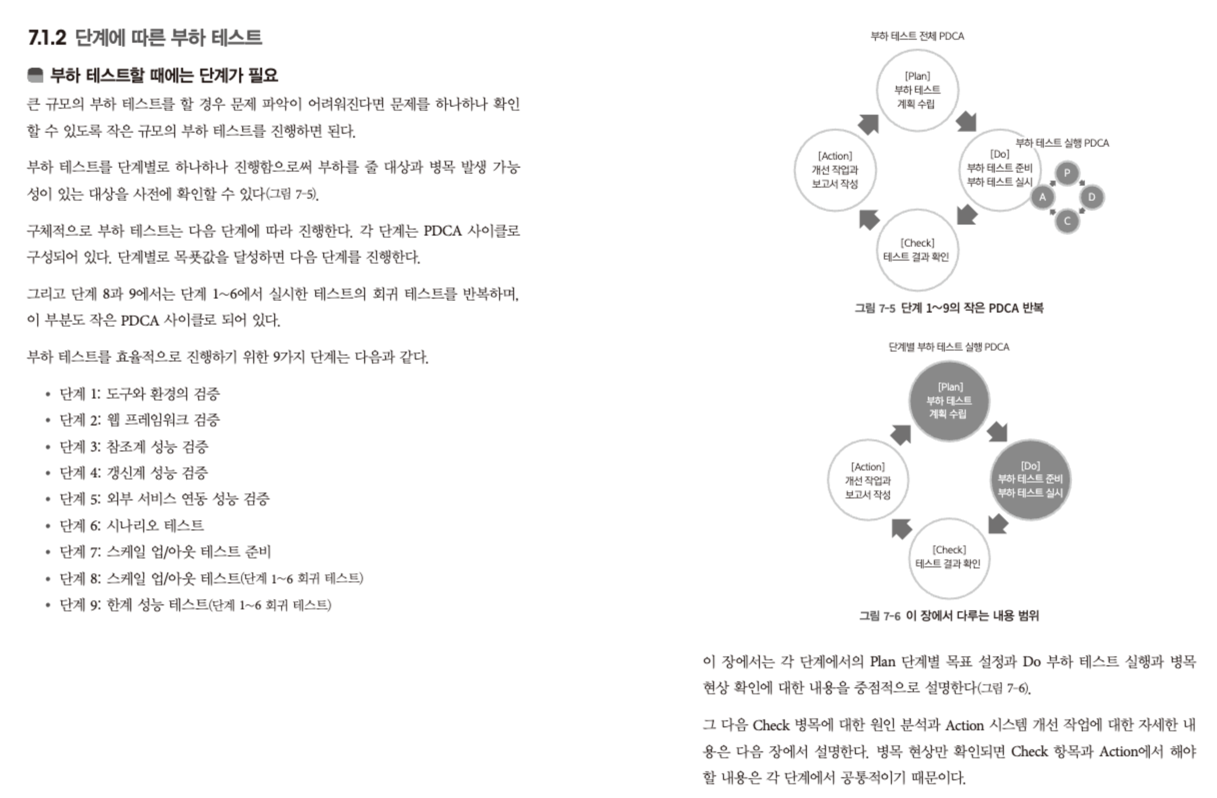 7.1.2 단계에 따른 부하 테스트
부하 테스트할 때에는 단계가 필요
큰 규모의 부하 테스트를 할 경우 문제 파악이 어려워진다면 문제를 하나하나 확인
할 수 있도록 작은 규모의 부하 테스트를 진행하면 된다.
부하 테스트를 단계별로 하나하나 진행함으로써 부하를 줄 대상과 병목 발생 가능
성이 있는 대상을 사전에 확인할 수 있다(그림 7-5).
구체적으로 부하 테스트는 다음 단계에 따라 진행한다. 각 단계는 PDCA 사이클로
구성되어 있다. 단계별로 목푯값을 달성하면 다음 단계를 진행한다.
그리고 단계 8과 9에서는 단계 1~6에서 실시한 테스트의 회귀 테스트를 반복하며,
이 부분도 작은 PDCA 사이클로 되어 있다.
부하 테스트를 효율적으로 진행하기 위한 9가지 단계는 다음과 같다.
• 단계 1: 도구와 환경의 검증
• 단계 2: 웹 프레임워크 검증
• 단계 3: 참조계 성능 검증
• 단계 4: 갱신계 성능 검증
• 단계 5: 외부 서비스 연동 성능 검증
• 단계 6: 시나리오 테스트
• 단계 7: 스케일 업/아웃 테스트 준비
• 단계 8: 스케일 업/아웃 테스트(단계 1~6 회귀 테스트)
• 단계 9: 한계 성능 테스트(단계 1~6 회귀 테스트)
부하 테스트 전체 PDCA
[Plan]
부하 테스트
계획 수립
[Do]
부하 테스트 준비
부하 테스트 실시
부하 테스트 실행 PDCA
P
D
C
A
[Check]
테스트 결과 확인
[Action]
개선 작업과
보고서 작성
그림 7-5 단계 1~9의 작은 PDCA 반복
단계별 부하 테스트 실행 PDCA
[Plan]
부하 테스트
계획 수립
[Do]
부하 테스트 준비
부하 테스트 실시
[Check]
테스트 결과 확인
[Action]
개선 작업과
보고서 작성
그림 7-6 이 장에서 다루는 내용 범위
이 장에서는 각 단계에서의 Plan 단계별 목표 설정과 Do 부하 테스트 실행과 병목
현상 확인에 대한 내용을 중점적으로 설명한다(그림 7-6).
그 다음 Check 병목에 대한 원인 분석과 Action 시스템 개선 작업에 대한 자세한 내
용은 다음 장에서 설명한다. 병목 현상만 확인되면 Check 항목과 Action에서 해야
할 내용은 각 단계에서 공통적이기 때문이다.